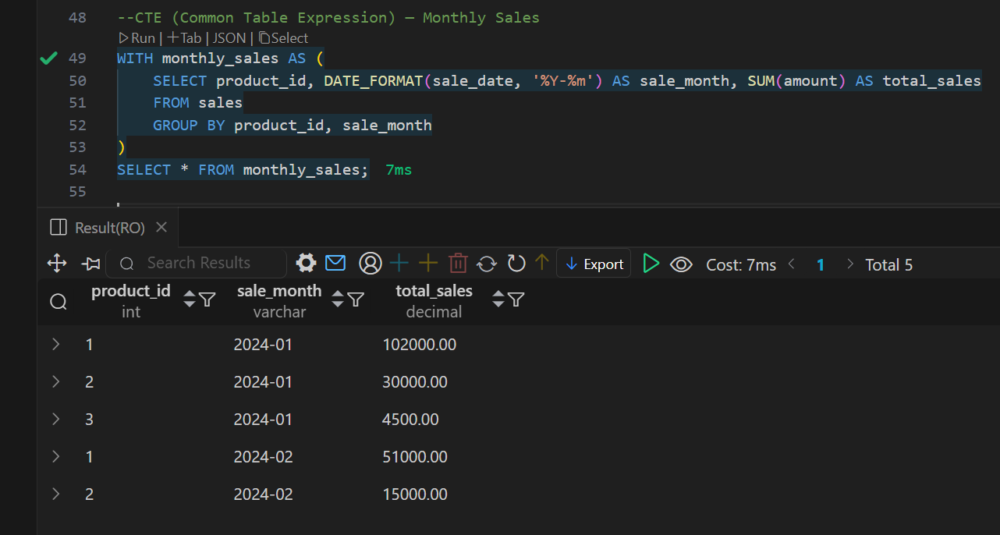 48 --CTE (Common Table Expression) — Monthly Sales
Run | Tab | JSON | Select
49 WITH monthly_sales AS (
50 SELECT product_id, DATE_FORMAT(sale_date, '%Y-%m') AS sale_month, SUM(amount) AS total_sales
51 FROM sales
52 GROUP BY product_id, sale_month
53 )
54 SELECT * FROM monthly_sales; 7ms
55
Result(RO)
Search Results Export Cost: 7ms 1 Total 5
product_id sale_month total_sales
int varchar decimal
1 2024-01 102000.00
2 2024-01 30000.00
3 2024-01 4500.00
1 2024-02 51000.00
2 2024-02 15000.00